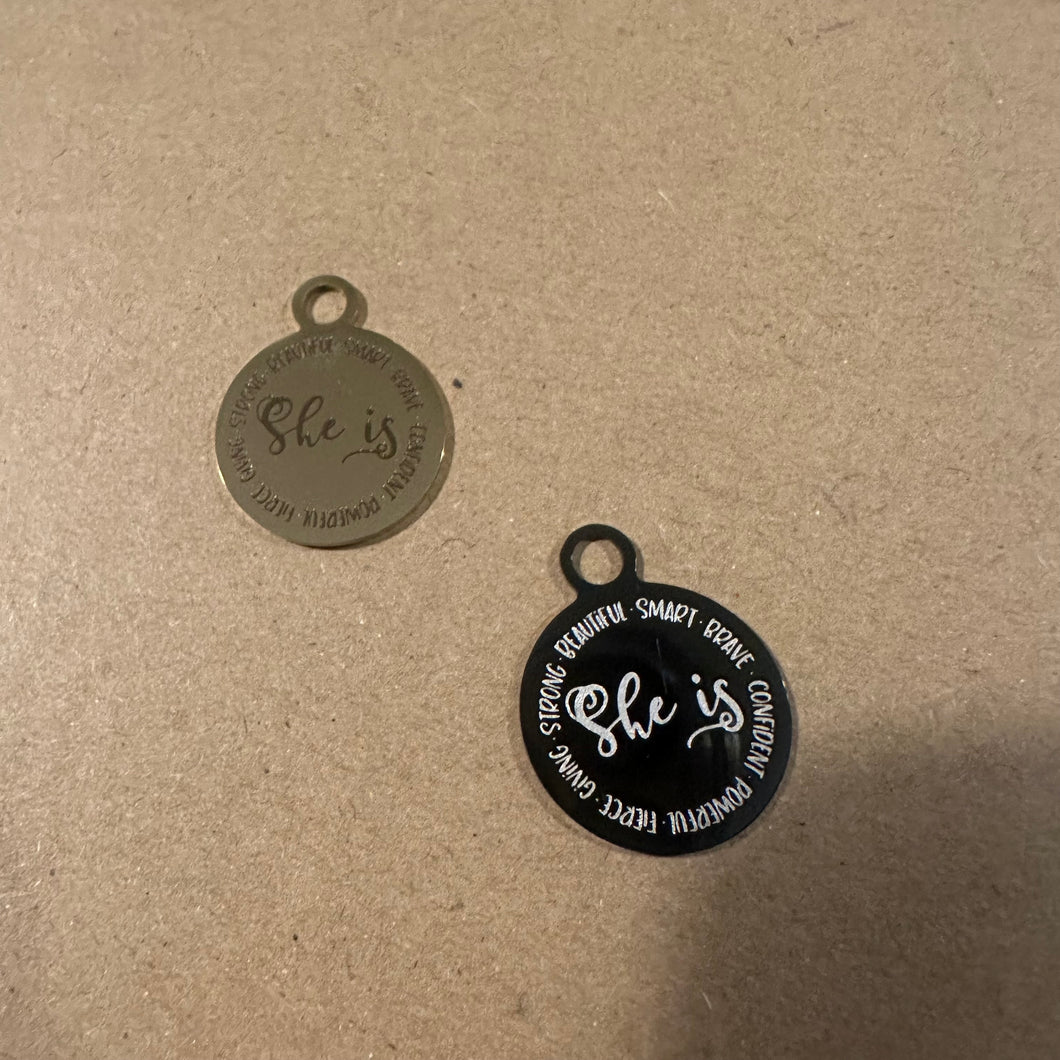 BEAUTiFUL · SMART · BRAVE · CONFIDENT · POWERFUL · FiERCE · GiViNG · STRONG ·
She is
BEAUTiFUL · SMART · BRAVE · CONFIDENT · POWERFUL · FiERCE · GiViNG · STRONG ·
She is